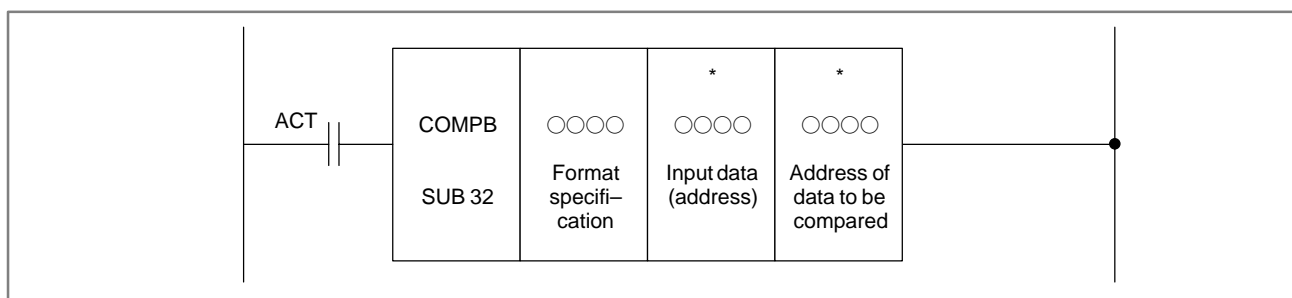 * *
ACT COMPB ○○○○ ○○○○ ○○○○
SUB 32
Format
specifi–
cation
Input data
(address)
Address of
data to be
compared